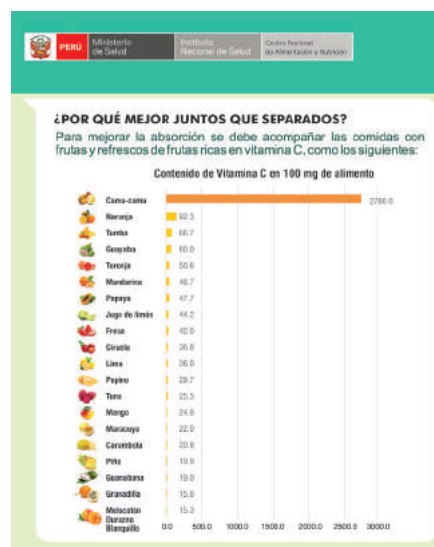 PERÚ
Ministerio
de Salud
Instituto
Nacional de Salud
Centro Nacional
de Alimentación y Nutrición
¿POR QUÉ MEJOR JUNTOS QUE SEPARADOS?
Para mejorar la absorción se debe acompañar las comidas con
frutas y refrescos de frutas ricas en vitamina C, como los siguientes:
Contenido de Vitamina C en 100 mg de alimento
Camu-camu 2780.0
Naranja 92.3
Tumbo 66.7
Guayaba 60.0
Toronja 50.6
Mandarina 48.7
Papaya 47.7
Jugo de limón 44.2
Fresa 42.0
Ciruela 36.8
Lima
Pepino 29.7
Tuna 25.5
Mango 24.8
Maracuya 22.0
Carambola 20.8
Piña 19.9
Guanabana 19.0
Granadilla 15.8
Melocotón 15.3
Durazno
Blanquillo
0.0 500.0 1000.0 1500.0 2000.0 2500.0 3000.0